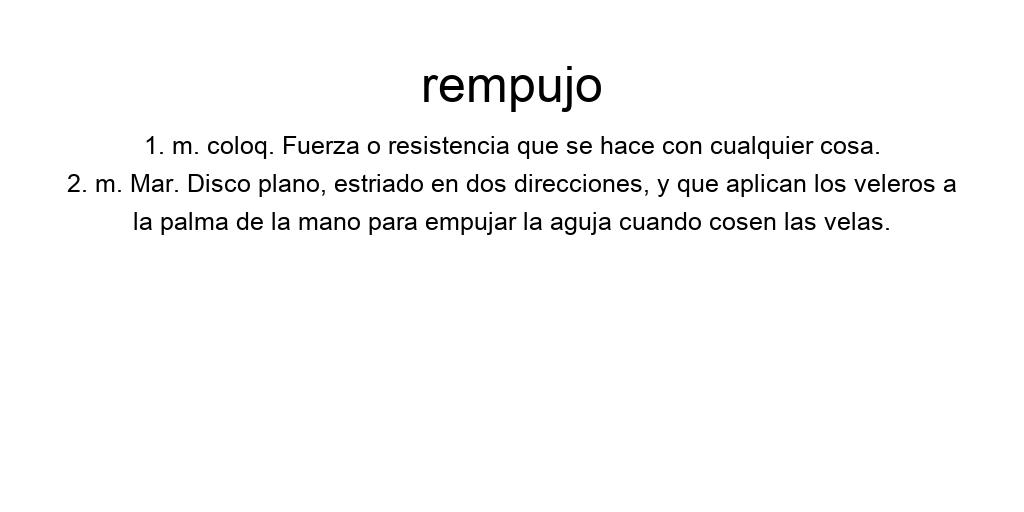 rempujo
1. m. coloq. Fuerza o resistencia que se hace con cualquier cosa.
2. m. Mar. Disco plano, estriado en dos direcciones, y que aplican los veleros a
la palma de la mano para empujar la aguja cuando cosen las velas.